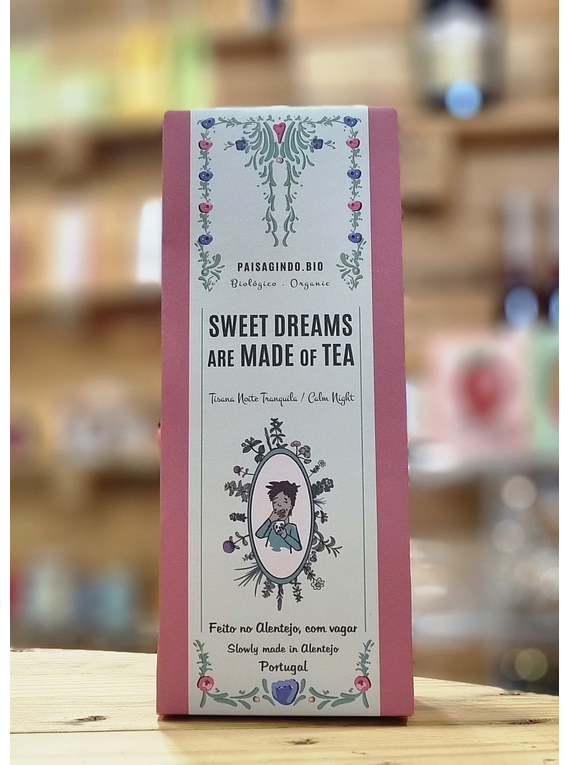 PAISAGINDO.BIO
Biológico . Organic
SWEET DREAMS
ARE MADE OF TEA
Tisana Noite Tranquila / Calm Night
Feito no Alentejo, com vagar
Slowly made in Alentejo
Portugal